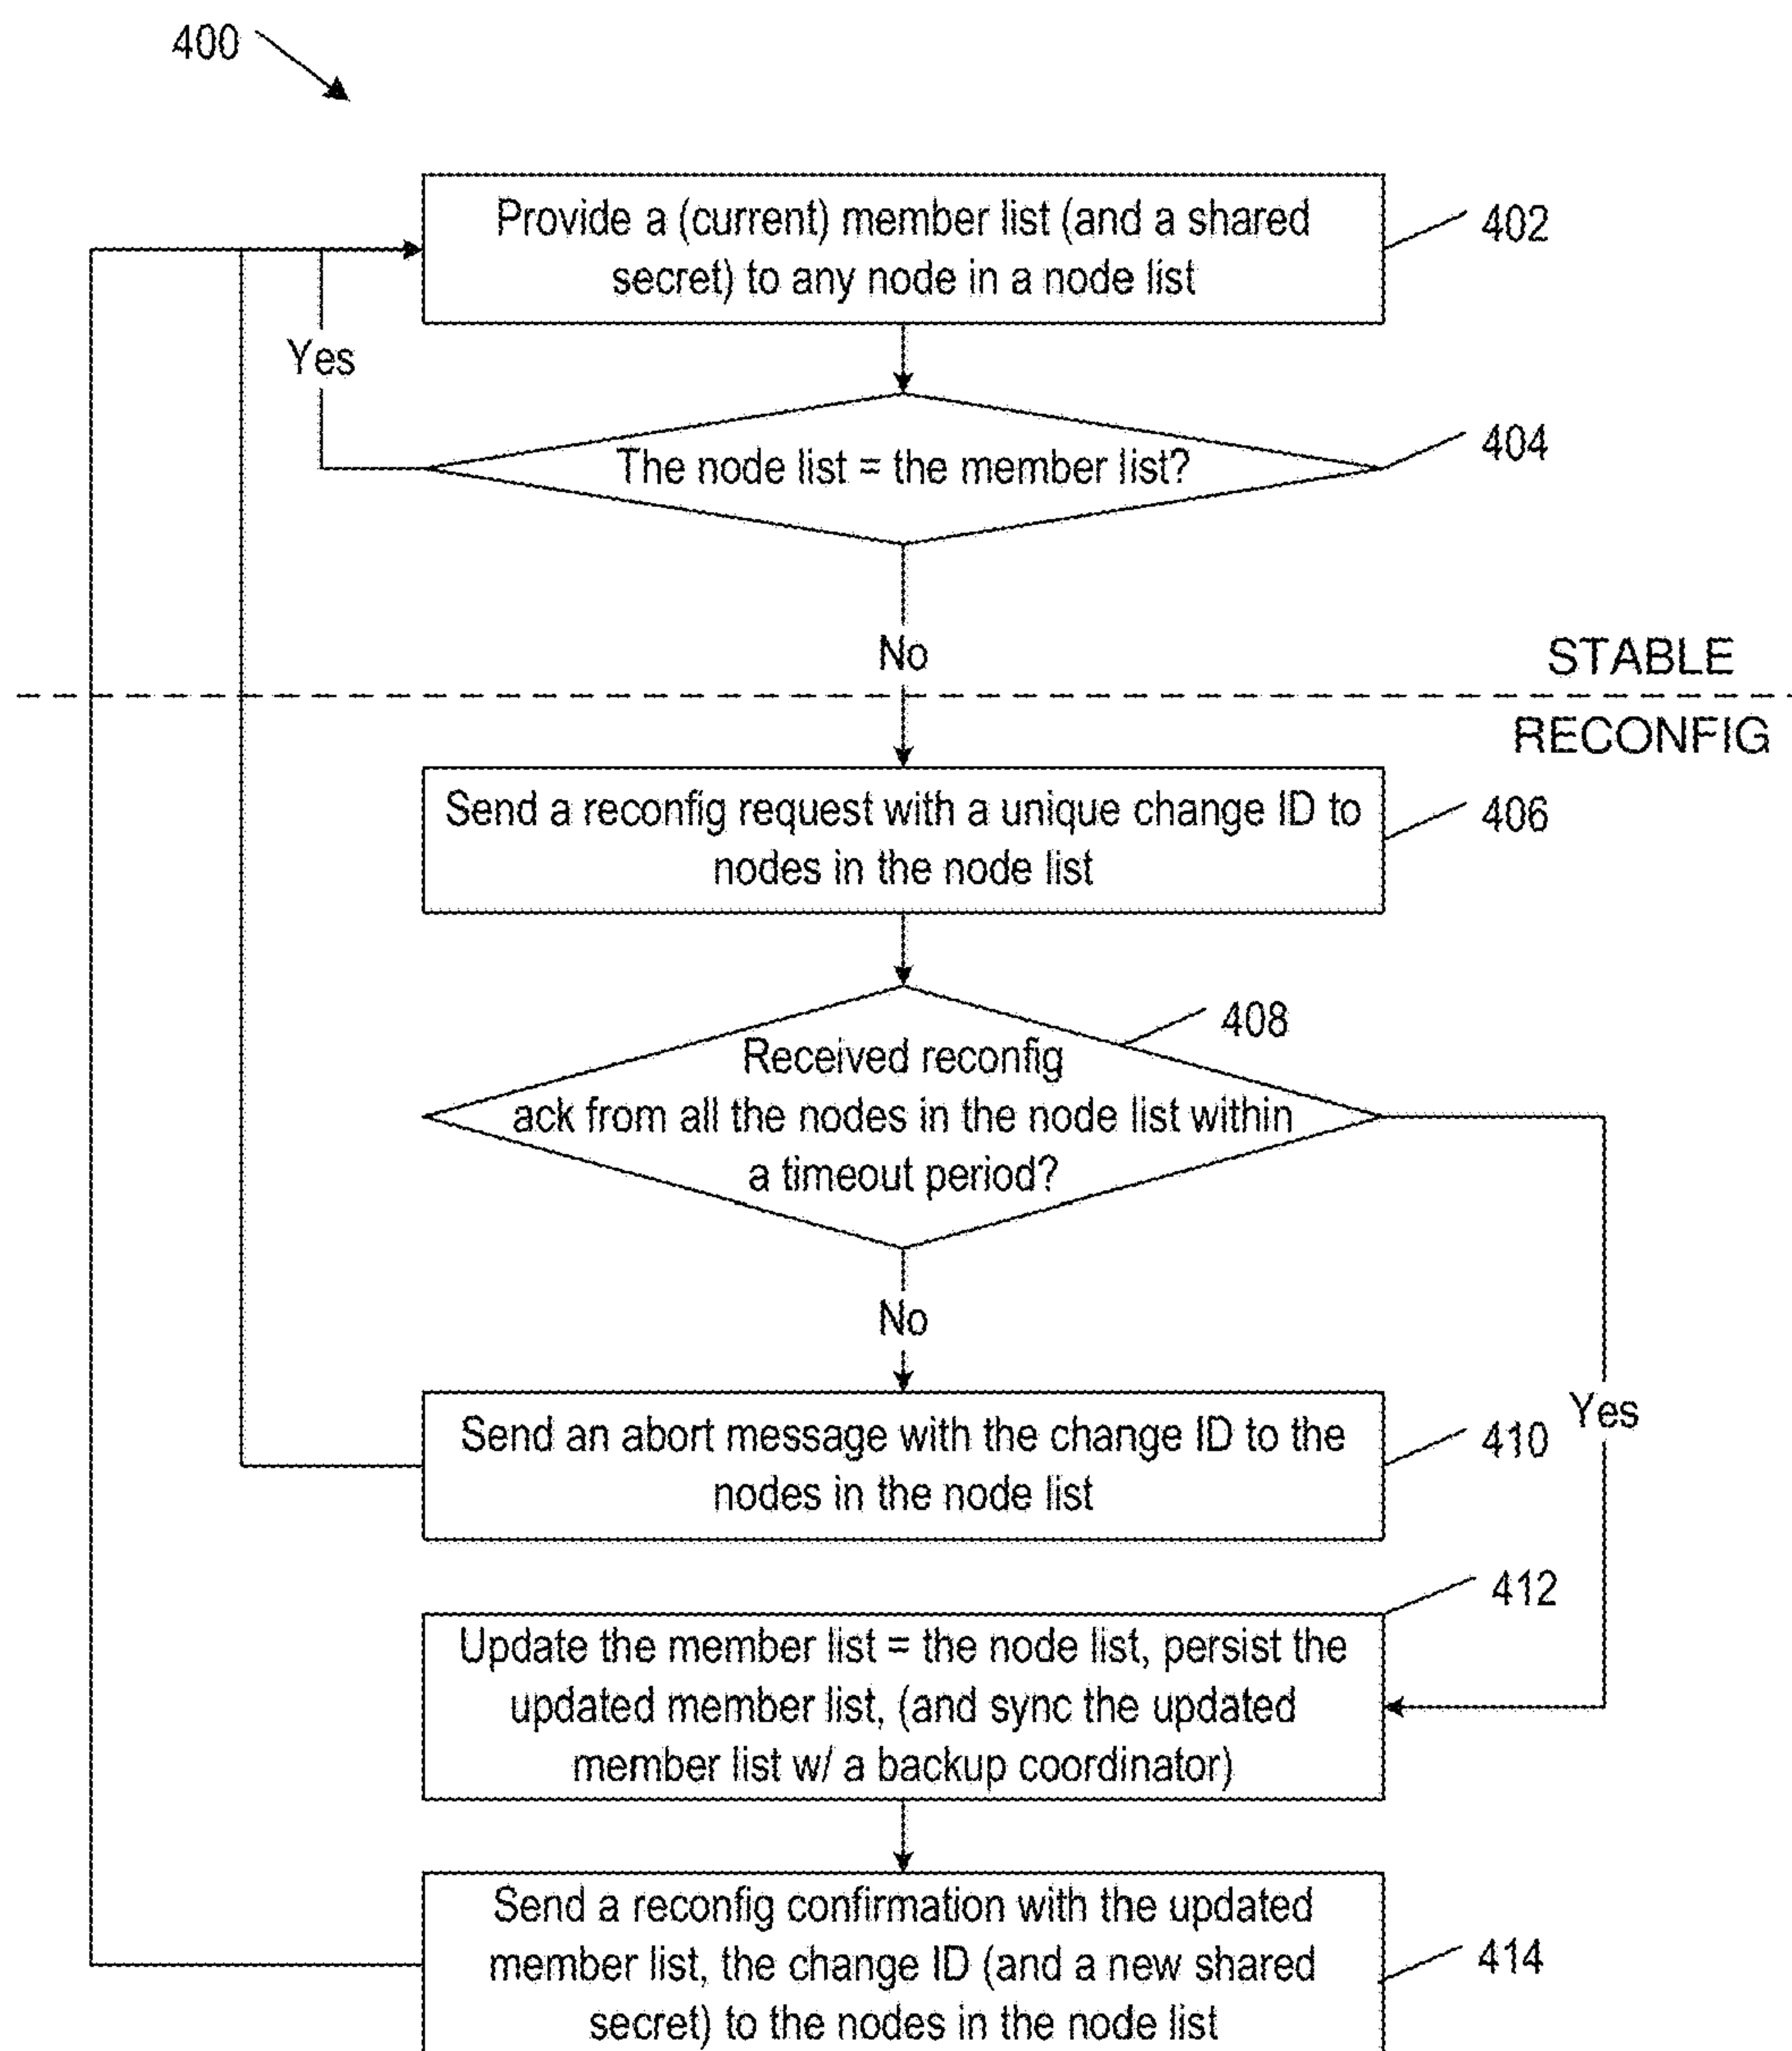 400
Provide a (current) member list (and a shared
secret) to any node in a node list
402
Yes
The node list = the member list?
404
No
STABLE
RECONFIG
Send a reconfig request with a unique change ID to
nodes in the node list
406
408
Received reconfig
ack from all the nodes in the node list within
a timeout period?
No
Yes
Send an abort message with the change ID to the
nodes in the node list
410
412
Update the member list = the node list, persist the
updated member list, (and sync the updated
member list w/ a backup coordinator)
Send a reconfig confirmation with the updated
member list, the change ID (and a new shared
secret) to the nodes in the node list
414